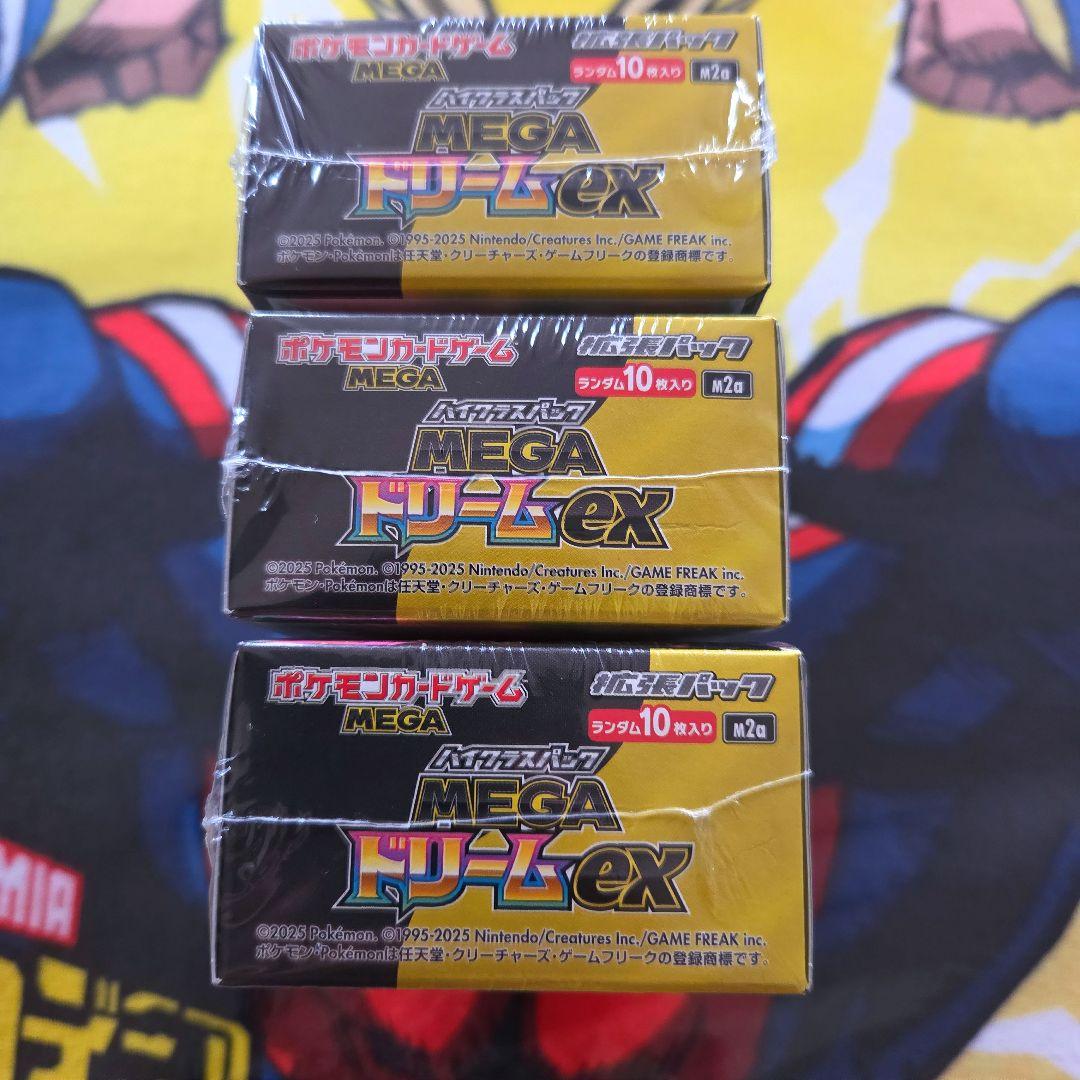 ポケモンカードゲーム 拡張パック
MEGA ランダム10枚入り M2a
ハイクラスパック
MEGA
ドリームex
©2025 Pokémon. ©1995-2025 Nintendo/Creatures Inc./GAME FREAK inc.
ポケモン・Pokémonは任天堂・クリーチャーズ・ゲームフリークの登録商標です。
ポケモンカードゲーム 拡張パック
MEGA ランダム10枚入り M2a
ハイクラスパック
MEGA
ドリームex
©2025 Pokémon. ©1995-2025 Nintendo/Creatures Inc./GAME FREAK inc.
ポケモン・Pokémonは任天堂・クリーチャーズ・ゲームフリークの登録商標です。
ポケモンカードゲーム 拡張パック
MEGA ランダム10枚入り M2a
ハイクラスパック
MEGA
ドリームex
©2025 Pokémon. ©1995-2025 Nintendo/Creatures Inc./GAME FREAK inc.
ポケモン・Pokémonは任天堂・クリーチャーズ・ゲームフリークの登録商標です。